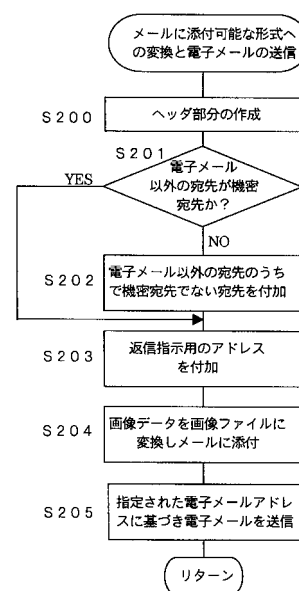 メールに添付可能な形式へ
の変換と電子メールの送信
S200
ヘッダ部分の作成
S201
電子メール
以外の宛先が機密
宛先か？
YES
NO
S202
電子メール以外の宛先のうち
で機密宛先でない宛先を付加
S203
返信指示用のアドレス
を付加
S204
画像データを画像ファイルに
変換しメールに添付
S205
指定された電子メールアドレ
スに基づき電子メールを送信
リターン